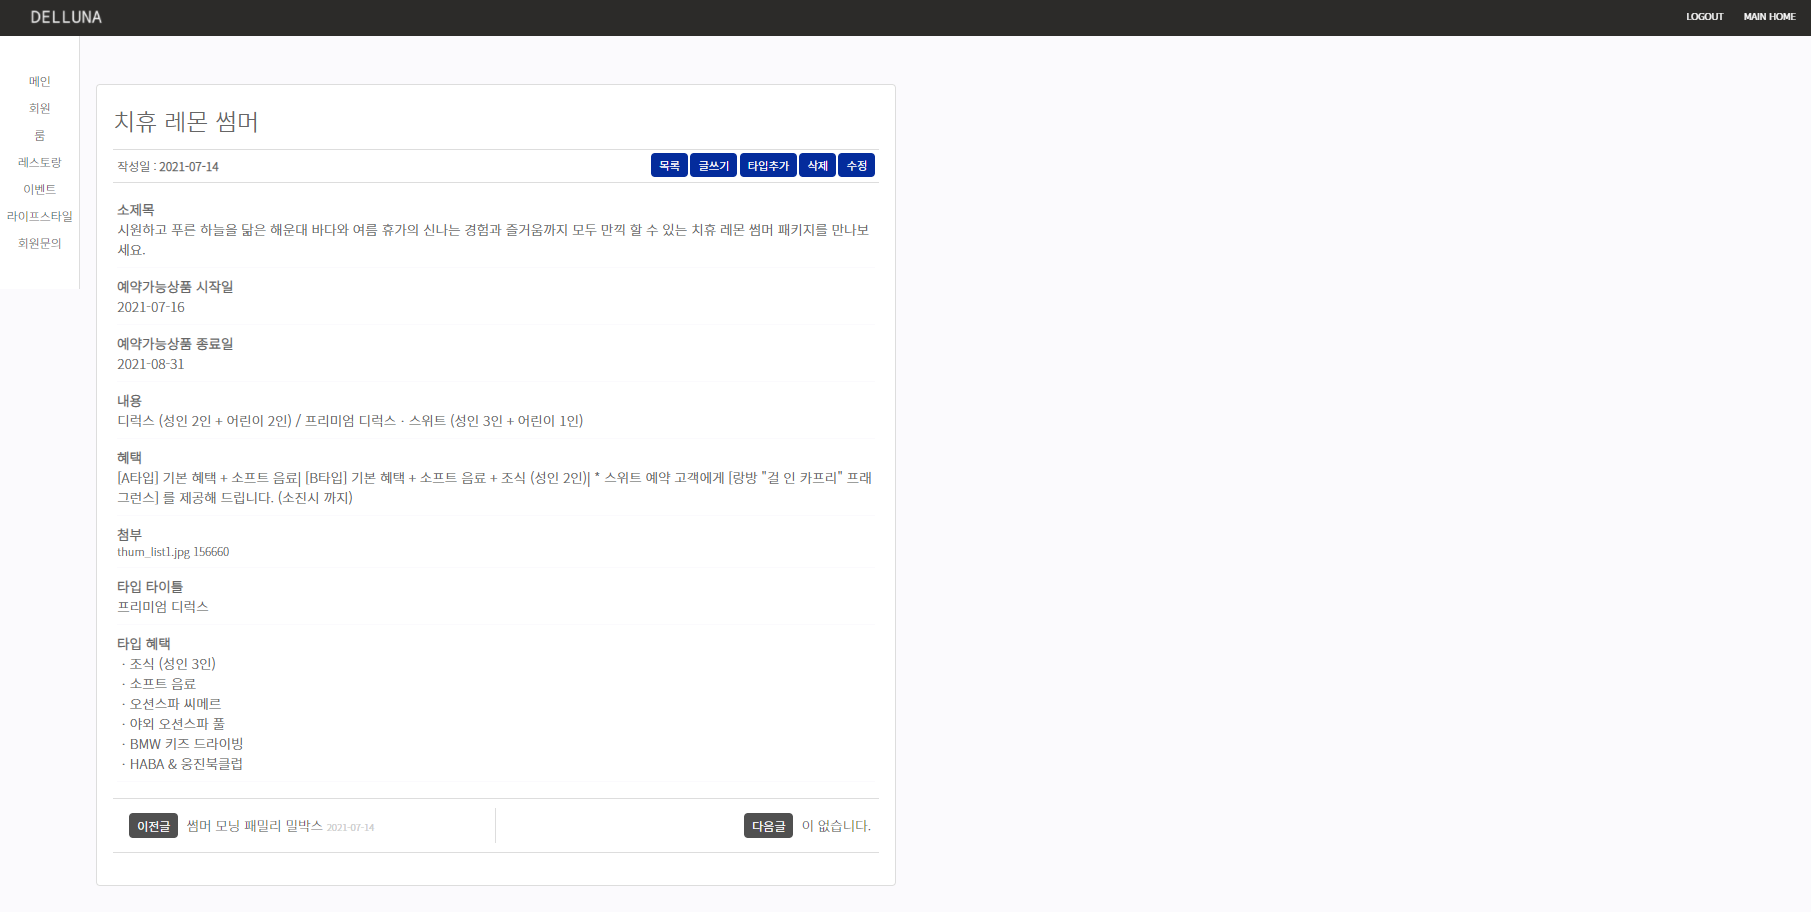 DELLUNA
LOGOUT MAIN HOME
메인
회원
룸
레스토랑
이벤트
라이프스타일
회원문의
치휴 레몬 썸머
작성일 : 2021-07-14
목록 글쓰기 타입추가 삭제 수정
소제목
시원하고 푸른 하늘을 닮은 해운대 바다와 여름 휴가의 신나는 경험과 즐거움까지 모두 만끽 할 수 있는 치휴 레몬 썸머 패키지를 만나보
세요.
예약가능상품 시작일
2021-07-16
예약가능상품 종료일
2021-08-31
내용
디럭스 (성인 2인 + 어린이 2인) / 프리미엄 디럭스 · 스위트 (성인 3인 + 어린이 1인)
혜택
[A타입] 기본 혜택 + 소프트 음료| [B타입] 기본 혜택 + 소프트 음료 + 조식 (성인 2인)| * 스위트 예약 고객에게 [랑방 "걸 인 카프리" 프래
그런스] 를 제공해 드립니다. (소진시 까지)
첨부
thum_list1.jpg 156660
타입 타이틀
프리미엄 디럭스
타입 혜택
· 조식 (성인 3인)
· 소프트 음료
· 오션스파 씨메르
· 야외 오션스파 풀
· BMW 키즈 드라이빙
· HABA & 웅진북클럽
이전글 썸머 모닝 패밀리 밀박스 2021-07-14
다음글 이 없습니다.